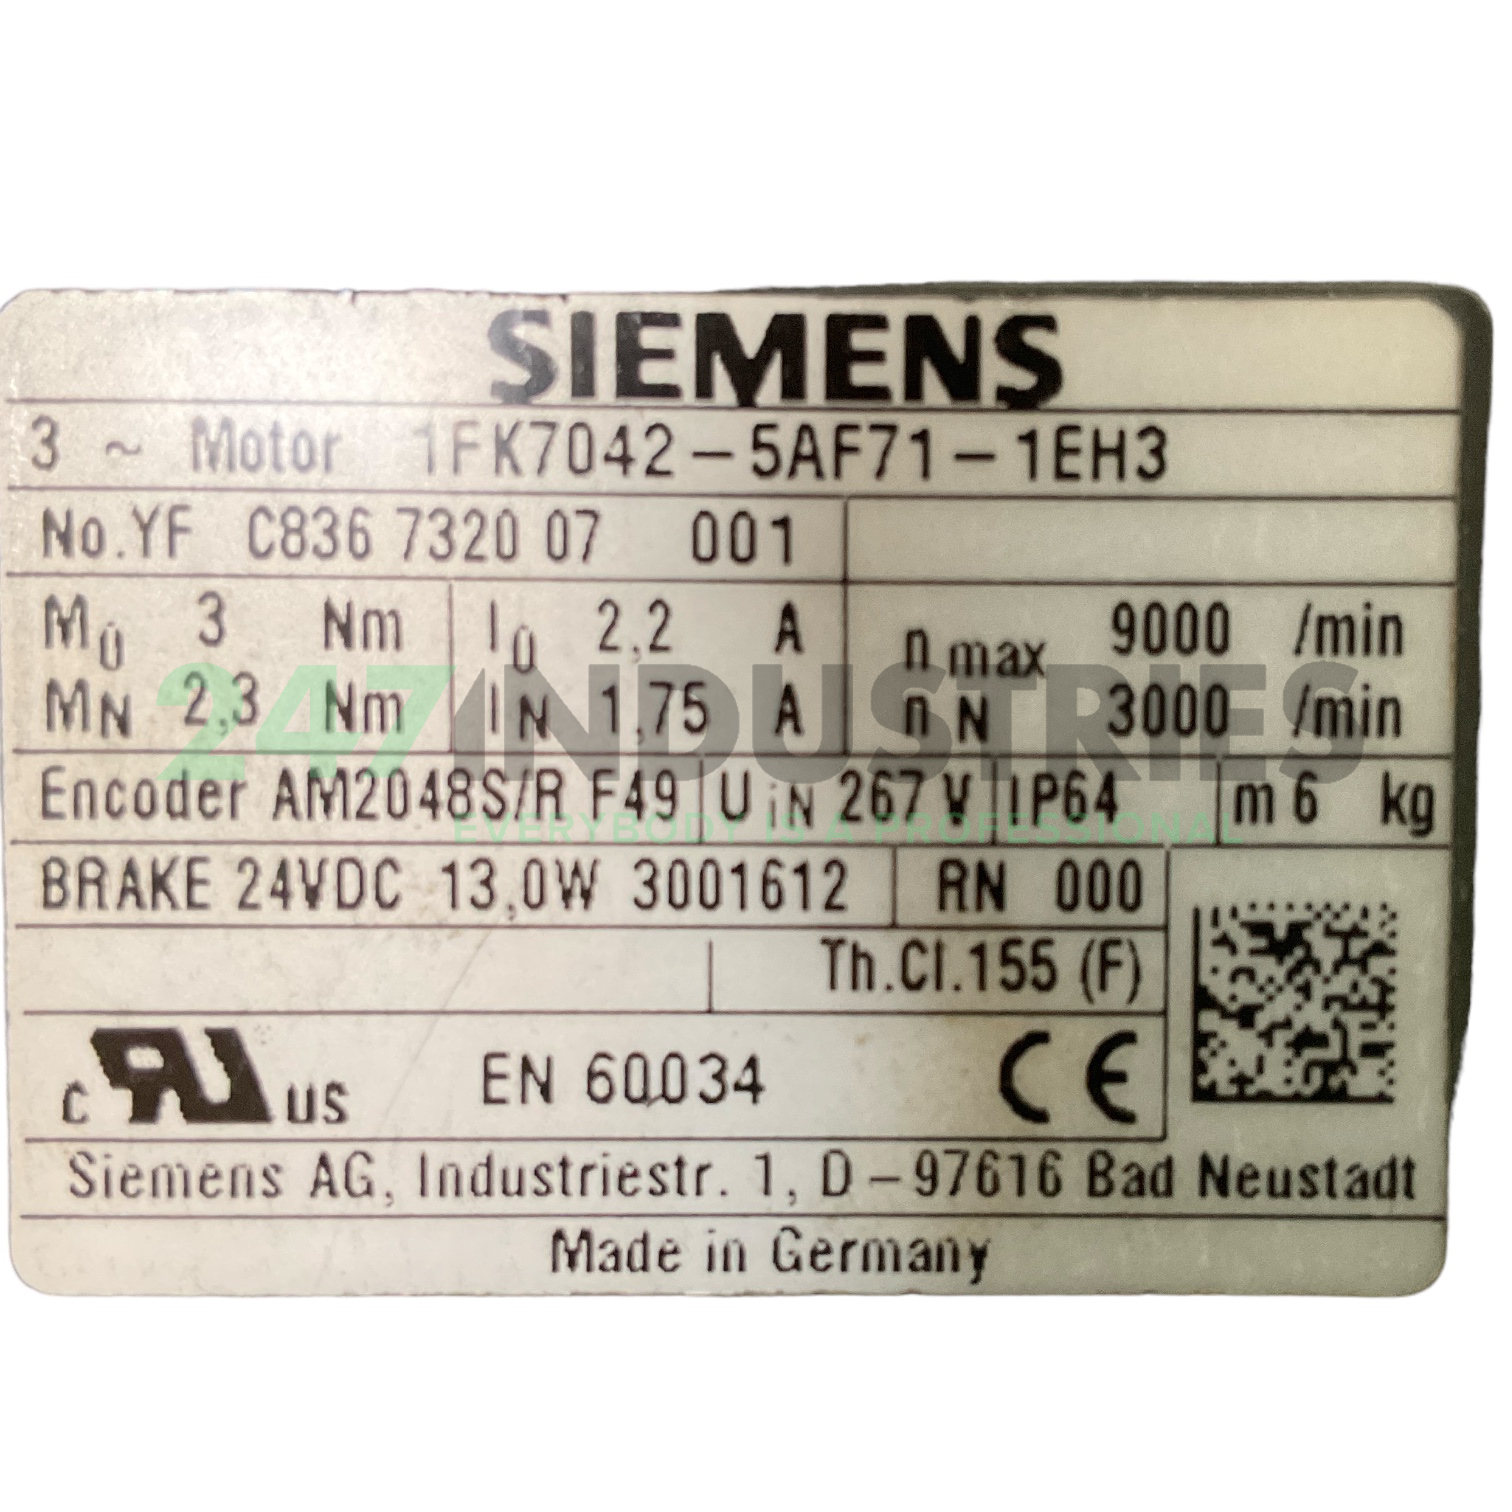 SIEMENS
3 ~ Motor 1FK7042-5AF71-1EH3
No.YF C836 7320 07 001
M0 3 Nm I0 2,2 A n max 9000 /min
MN 2,3 Nm IN 1,75 A n N 3000 /min
247 INDUSTRIES
Encoder AM2048S/R F49 U iN 267 V IP64 m 6 kg
EVERYBODY IS A PROFESSIONAL
BRAKE 24VDC 13,0W 3001612 RN 000
Th.Cl.155 (F)
c RU US EN 60034 CE
Siemens AG, Industriestr. 1, D-97616 Bad Neustadt
Made in Germany